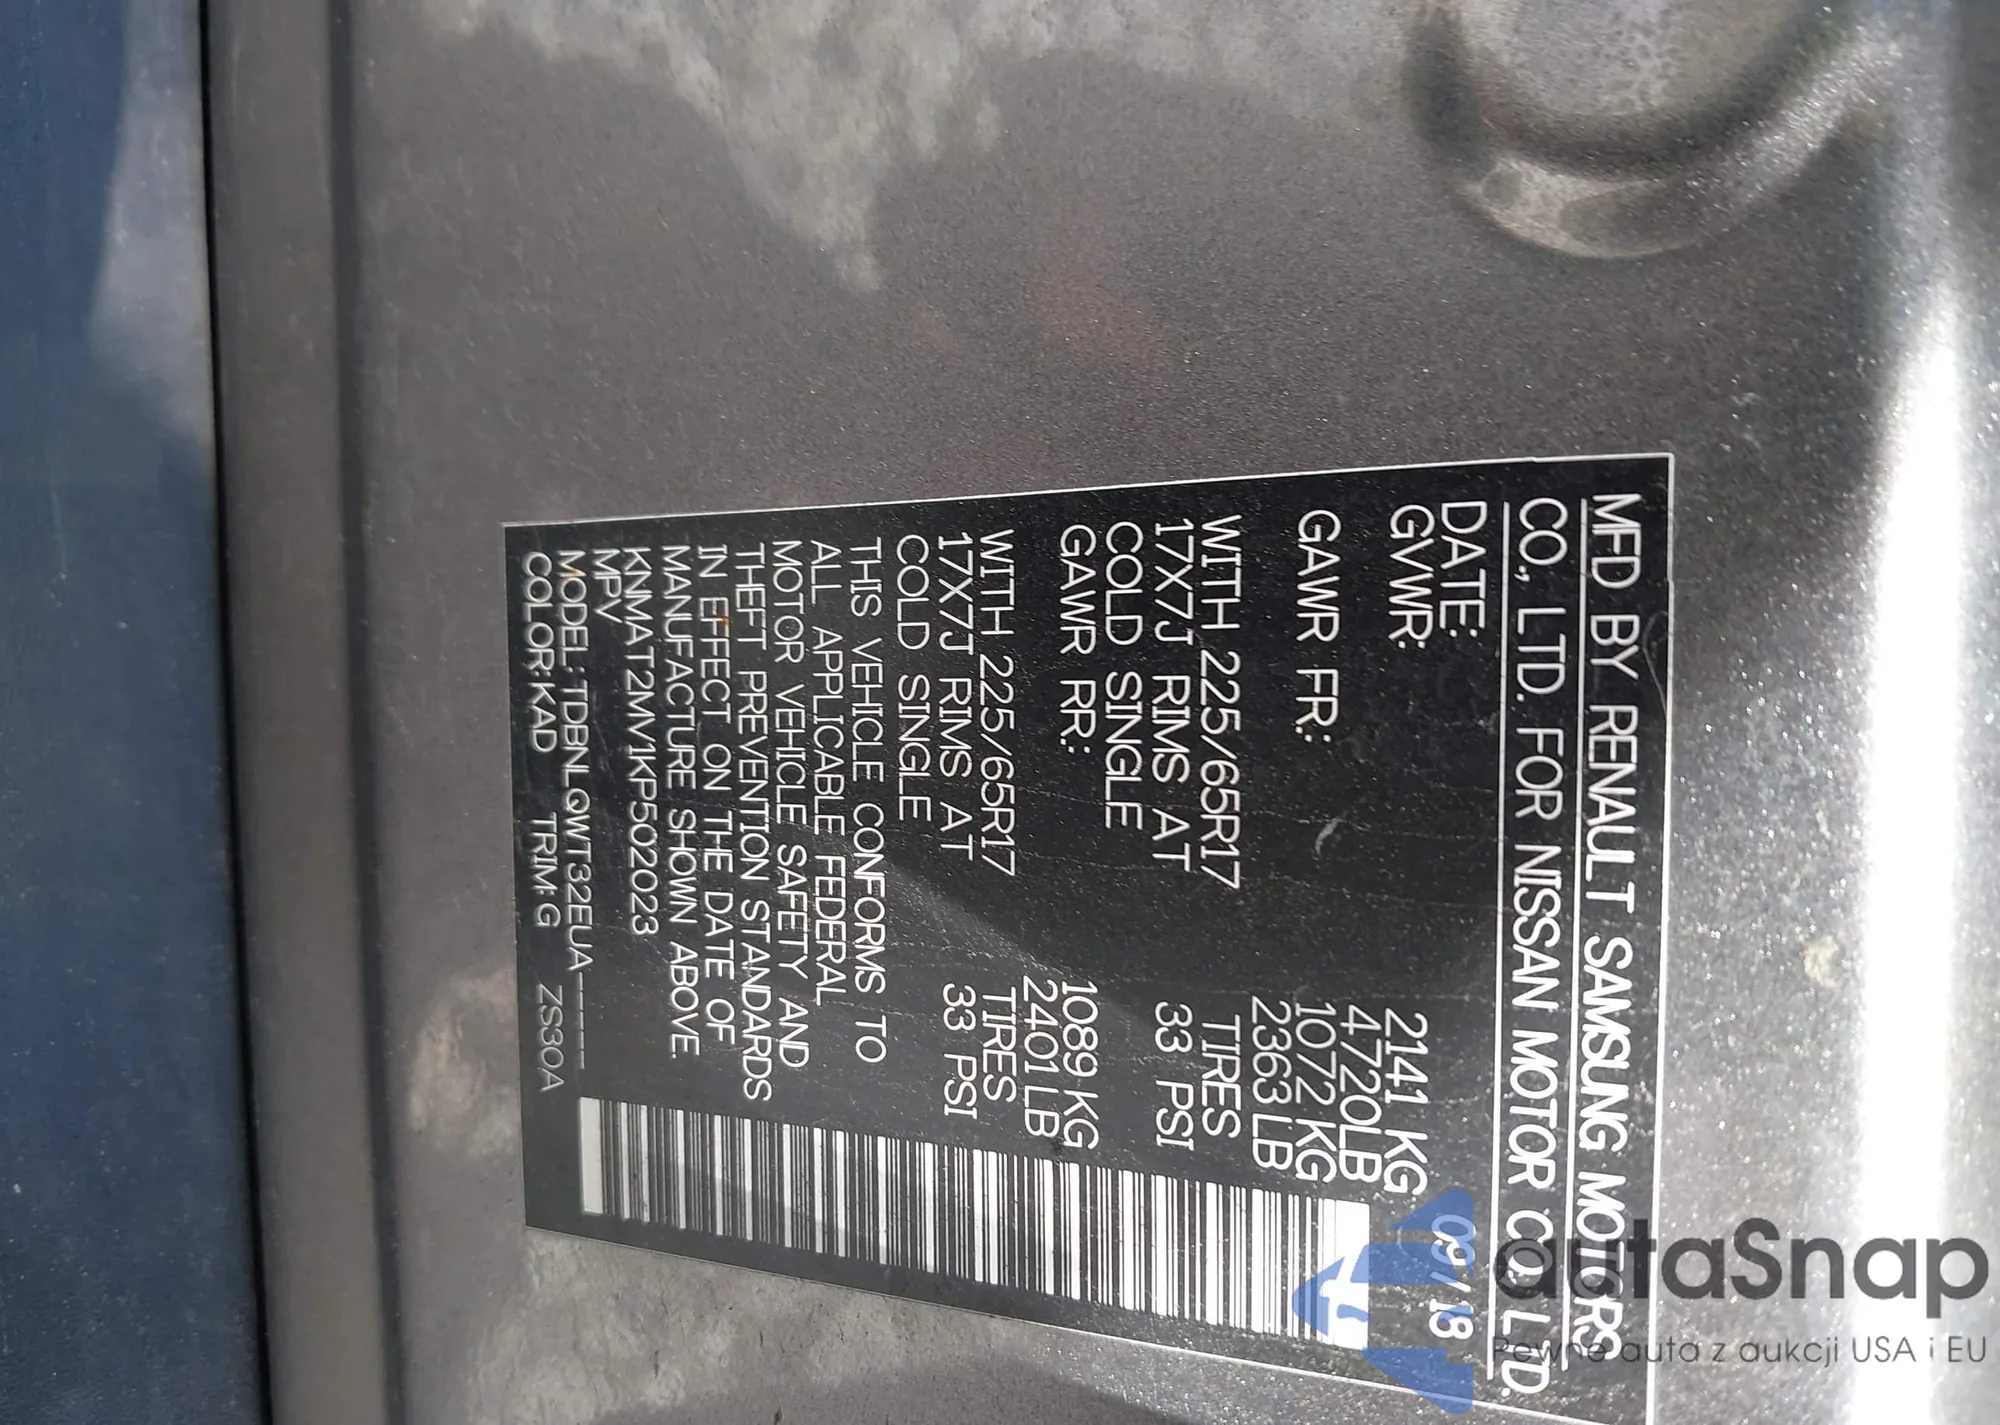 MFD BY RENAULT SAMSUNG MOTORS
CO., LTD. FOR NISSAN MOTOR CO., LTD.
DATE: 09/18
GVWR: 2141 KG
4720LB
GAWR FR: 1072 KG
2363 LB
WITH 225/65R17 TIRES
17X7J RIMS AT 33 PSI
COLD SINGLE
GAWR RR: 1089 KG
2401 LB
WITH 225/65R17 TIRES
17X7J RIMS AT 33 PSI
COLD SINGLE
THIS VEHICLE CONFORMS TO
ALL APPLICABLE FEDERAL
MOTOR VEHICLE SAFETY AND
THEFT PREVENTION STANDARDS
IN EFFECT ON THE DATE OF
MANUFACTURE SHOWN ABOVE.
KNMAT2MV1KP502023
MPV
MODEL: TDBNLQWT32EUA-----
COLOR: KAD TRIM: G ZS30A
autaSnap
Pewne auta z aukcji USA i EU